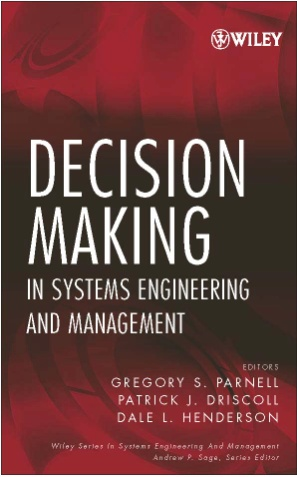 WILEY
DECISION
MAKING
IN SYSTEMS ENGINEERING
AND MANAGEMENT
EDITORS
GREGORY S. PARNELL
PATRICK J. DRISCOLL
DALE L. HENDERSON
Wiley Series In Systems Engineering And Management
Andrew P. Sage, Series Editor